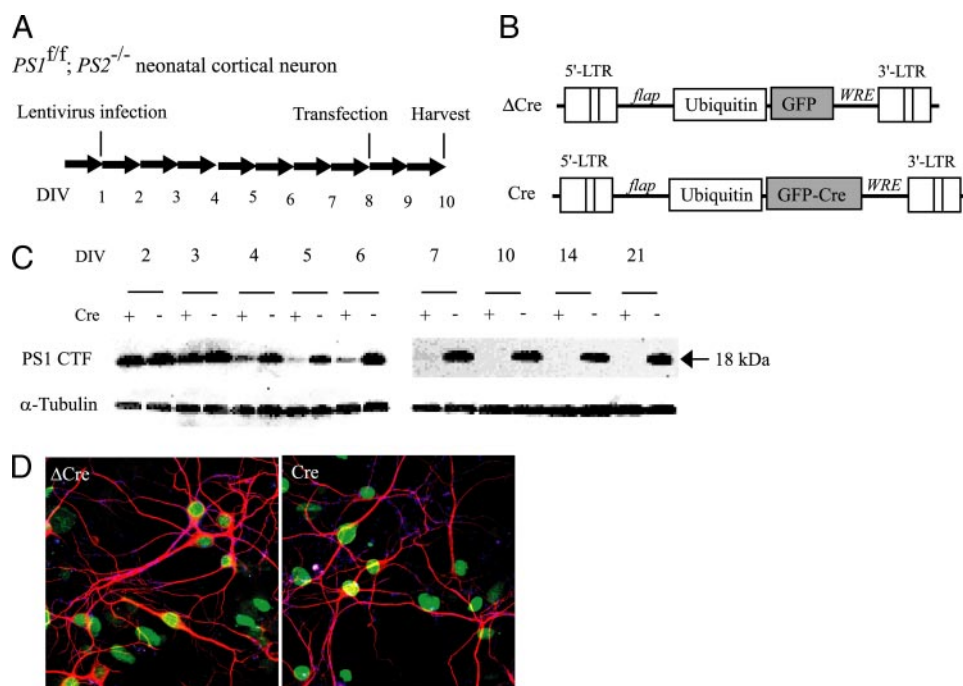 A
PS1f/f; PS2-/- neonatal cortical neuron
Lentivirus infection Transfection Harvest
DIV 1 2 3 4 5 6 7 8 9 10
B
5'-LTR 3'-LTR
ΔCre flap Ubiquitin GFP WRE
5'-LTR 3'-LTR
Cre flap Ubiquitin GFP-Cre WRE
C
DIV 2 3 4 5 6 7 10 14 21
Cre + - + - + - + - + - + - + - + - + -
PS1 CTF 18 kDa
α-Tubulin
D
ΔCre Cre